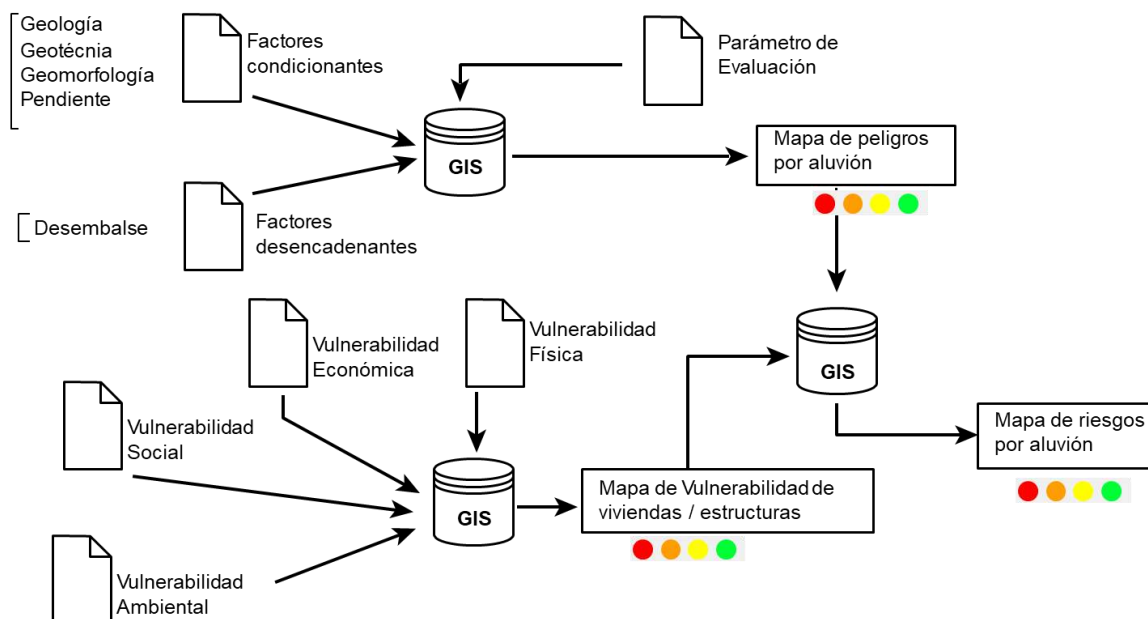 Geología
Geotécnia
Geomorfología
Pendiente
Factores
condicionantes
Parámetro de
Evaluación
GIS
Mapa de peligros
por aluvión
Desembalse
Factores
desencadenantes
Vulnerabilidad
Económica
Vulnerabilidad
Física
GIS
Vulnerabilidad
Social
Mapa de riesgos
por aluvión
GIS
Mapa de Vulnerabilidad de
viviendas / estructuras
Vulnerabilidad
Ambiental